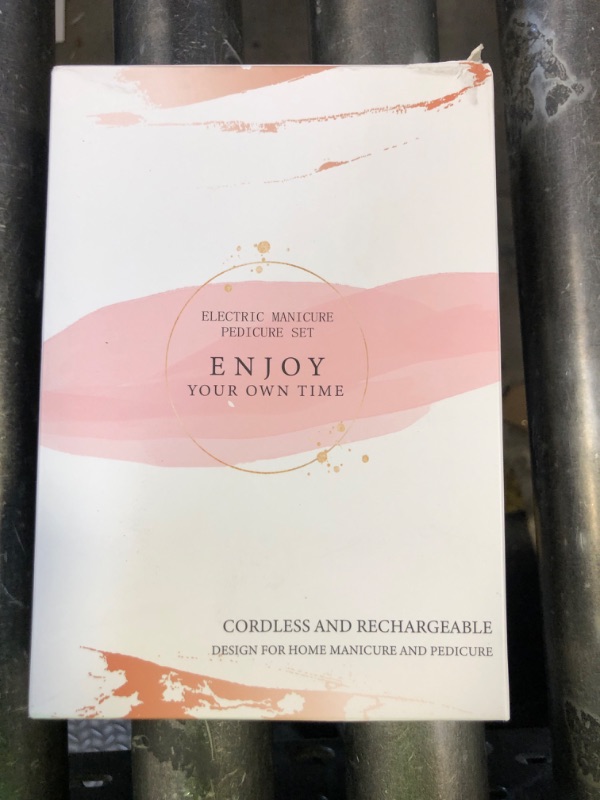 ELECTRIC MANICURE
PEDICURE SET
ENJOY
YOUR OWN TIME
CORDLESS AND RECHARGEABLE
DESIGN FOR HOME MANICURE AND PEDICURE